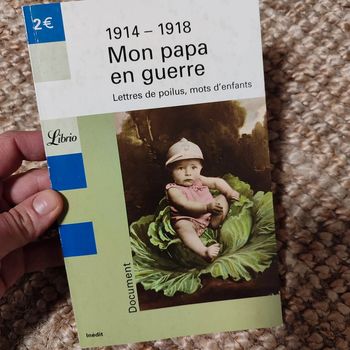 2€
1914 – 1918
Mon papa
en guerre
Lettres de poilus, mots d'enfants
Librio
Document
Inédit